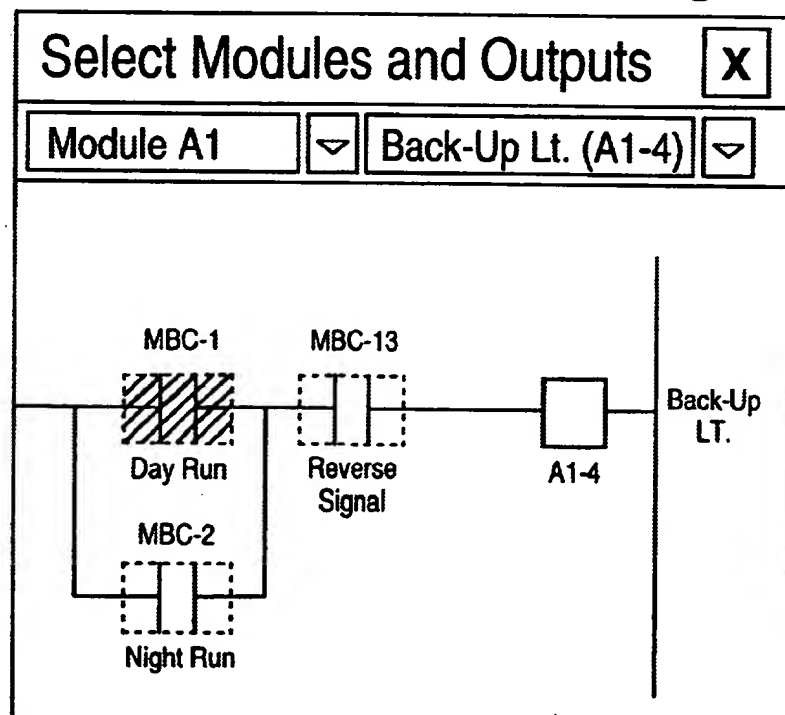 Select Modules and Outputs X
Module A1 Back-Up Lt. (A1-4)
MBC-1 MBC-13
Day Run Reverse
Signal
A1-4
Back-Up
LT.
MBC-2
Night Run